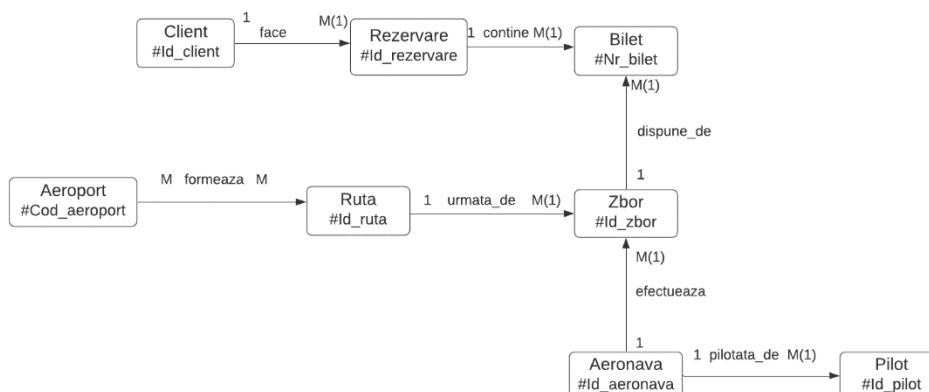 Client
#Id_client
1
face
M(1)
Rezervare
#Id_rezervare
1 contine M(1)
Bilet
#Nr_bilet
M(1)
dispune_de
1
Aeroport
#Cod_aeroport
M formeaza M
Ruta
#Id_ruta
1 urmata_de M(1)
Zbor
#Id_zbor
M(1)
efectueaza
1
Aeronava
#Id_aeronava
1 pilotata_de M(1)
Pilot
#Id_pilot